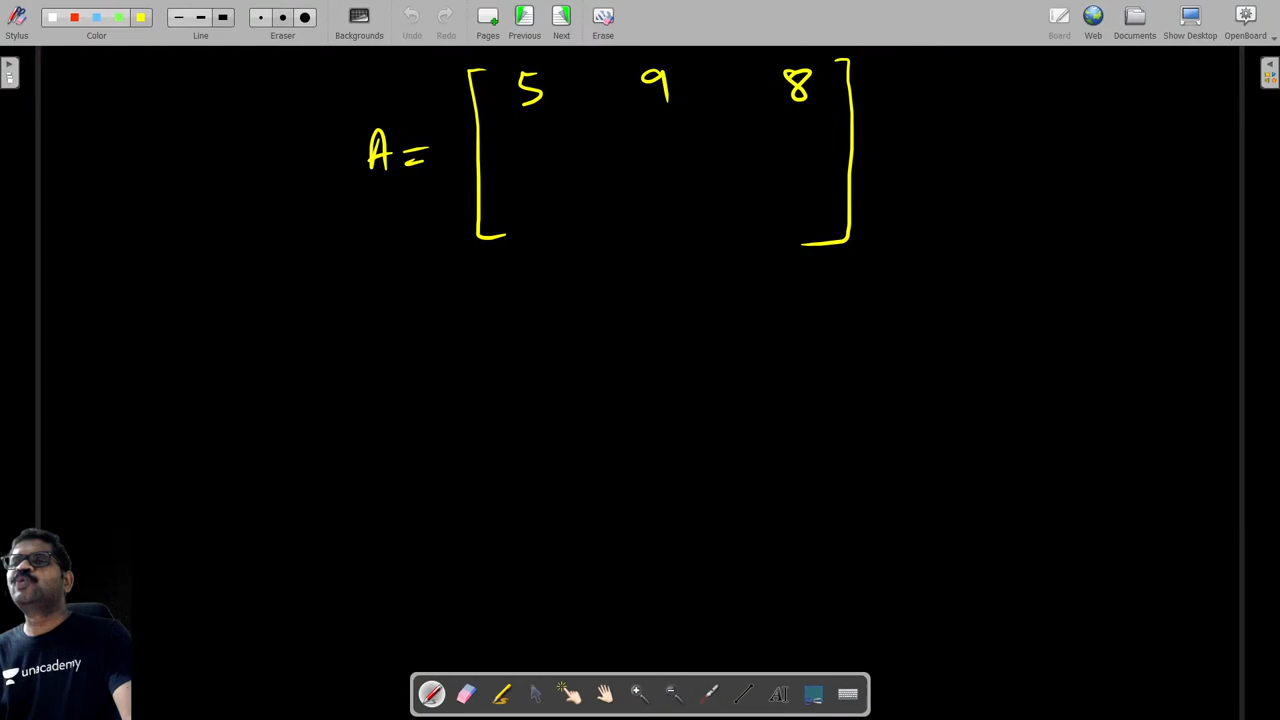 Stylus Color Line Eraser Backgrounds Undo Redo Pages Previous Next Erase Board Web Documents Show Desktop OpenBoard
5 9 8
A =
unacademy